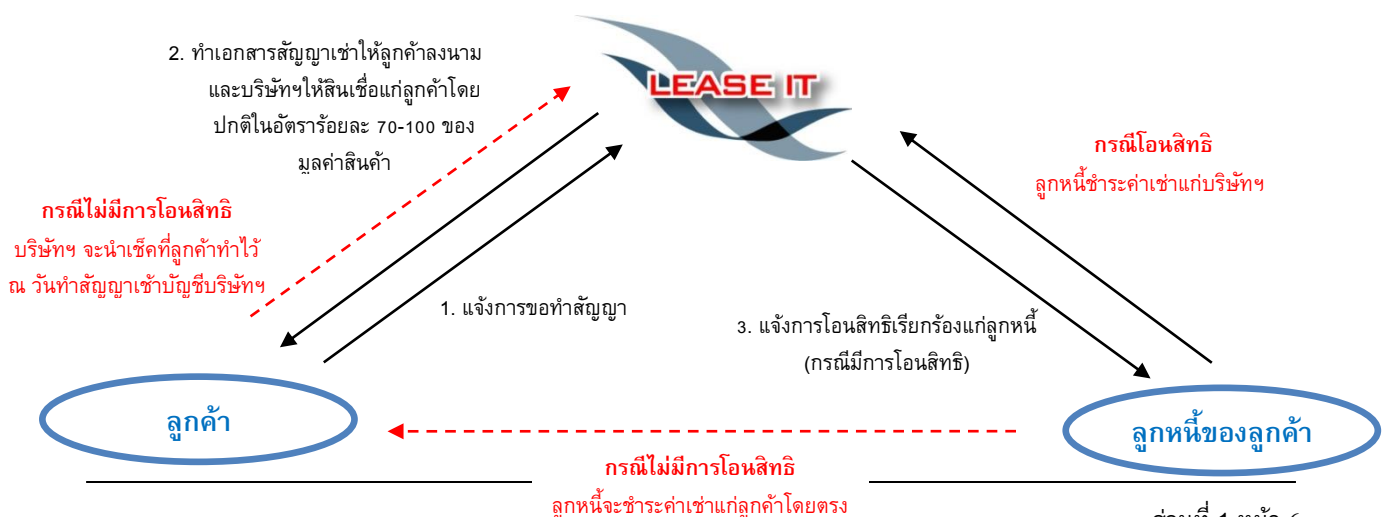 2. ทำเอกสารสัญญาเช่าให้ลูกค้าลงนาม
และบริษัทฯให้สินเชื่อแก่ลูกค้าโดย
ปกติในอัตราร้อยละ 70-100 ของ
มูลค่าสินค้า
LEASE IT
กรณีโอนสิทธิ
ลูกหนี้ชำระค่าเช่าแก่บริษัทฯ
กรณีไม่มีการโอนสิทธิ
บริษัทฯ จะนำเช็คที่ลูกค้าทำไว้
ณ วันทำสัญญาเช้าบัญชีบริษัทฯ
1. แจ้งการขอทำสัญญา
3. แจ้งการโอนสิทธิเรียกร้องแก่ลูกหนี้
(กรณีมีการโอนสิทธิ)
ลูกค้า
ลูกหนี้ของลูกค้า
กรณีไม่มีการโอนสิทธิ
ลูกหนี้จะชำระค่าเช่าแก่ลูกค้าโดยตรง
ส่วนที่ 1 หน้า 6